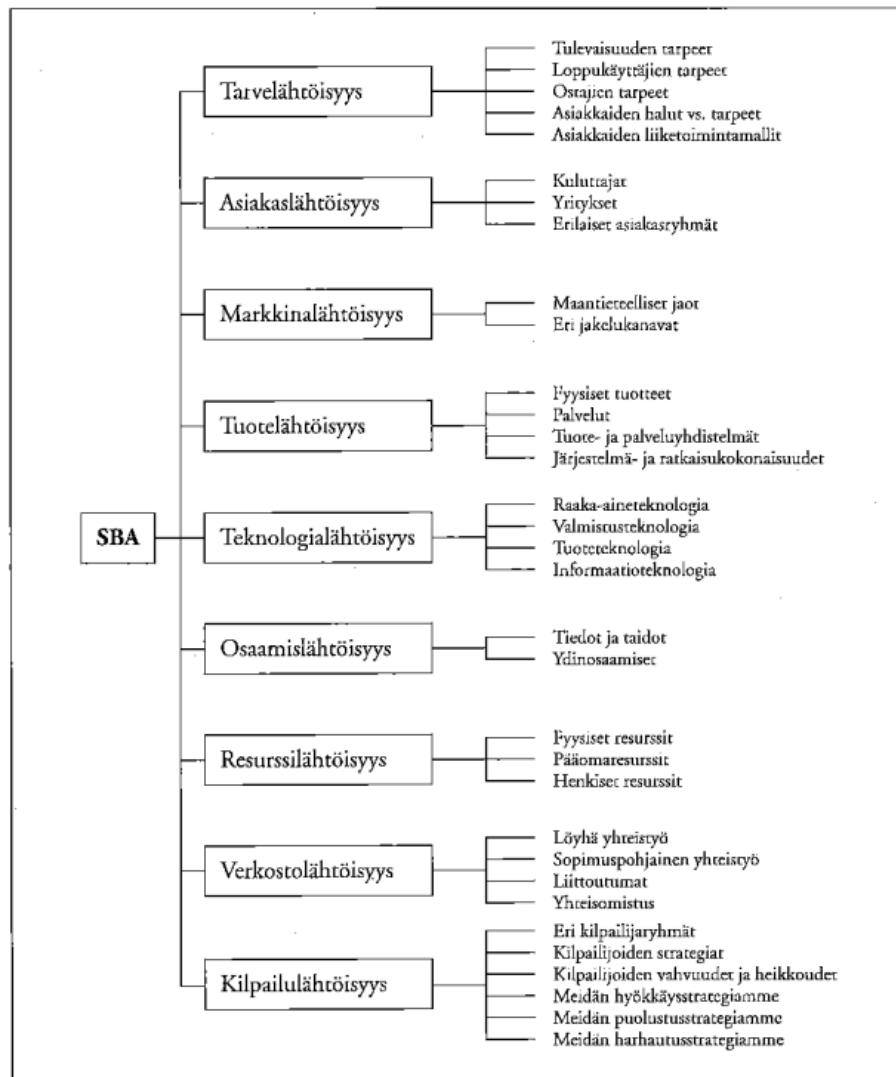 Tarvelähtöisyys
Tulevaisuuden tarpeet
Loppukäyttäjien tarpeet
Ostajien tarpeet
Asiakkaiden halut vs. tarpeet
Asiakkaiden liiketoimintamallit
Asiakaslähtöisyys
Kuluttajat
Yritykset
Erilaiset asiakasryhmät
Markkinalähtöisyys
Maantieteelliset jaot
Eri jakelukanavat
Tuotelähtöisyys
Fyysiset tuotteet
Palvelut
Tuote- ja palveluyhdistelmät
Järjestelmä- ja ratkaisukokonaisuudet
SBA
Teknologialähtöisyys
Raaka-aineteknologia
Valmistusteknologia
Tuoteteknologia
Informaatioteknologia
Osaamislähtöisyys
Tiedot ja taidot
Ydinosaamiset
Resurssilähtöisyys
Fyysiset resurssit
Pääomaresurssit
Henkiset resurssit
Verkostolähtöisyys
Löyhä yhteistyö
Sopimuspohjainen yhteistyö
Liittoutumat
Yhteisomistus
Kilpailulähtöisyys
Eri kilpailijaryhmät
Kilpailijoiden strategiat
Kilpailijoiden vahvuudet ja heikkoudet
Meidän hyökkäysstrategiamme
Meidän puolustusstrategiamme
Meidän harhautusstrategiamme